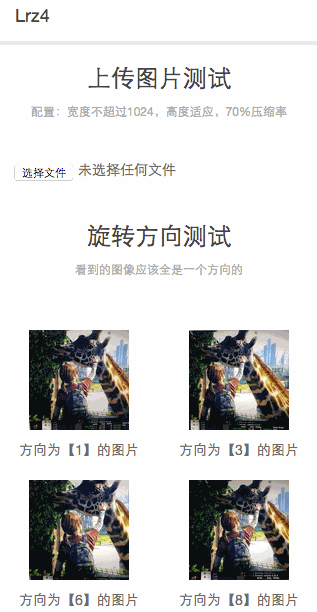 Lrz4
上传图片测试
配置：宽度不超过1024，高度适应，70%压缩率
选择文件 未选择任何文件
旋转方向测试
看到的图像应该全是一个方向的
方向为【1】的图片 方向为【3】的图片
方向为【6】的图片 方向为【8】的图片